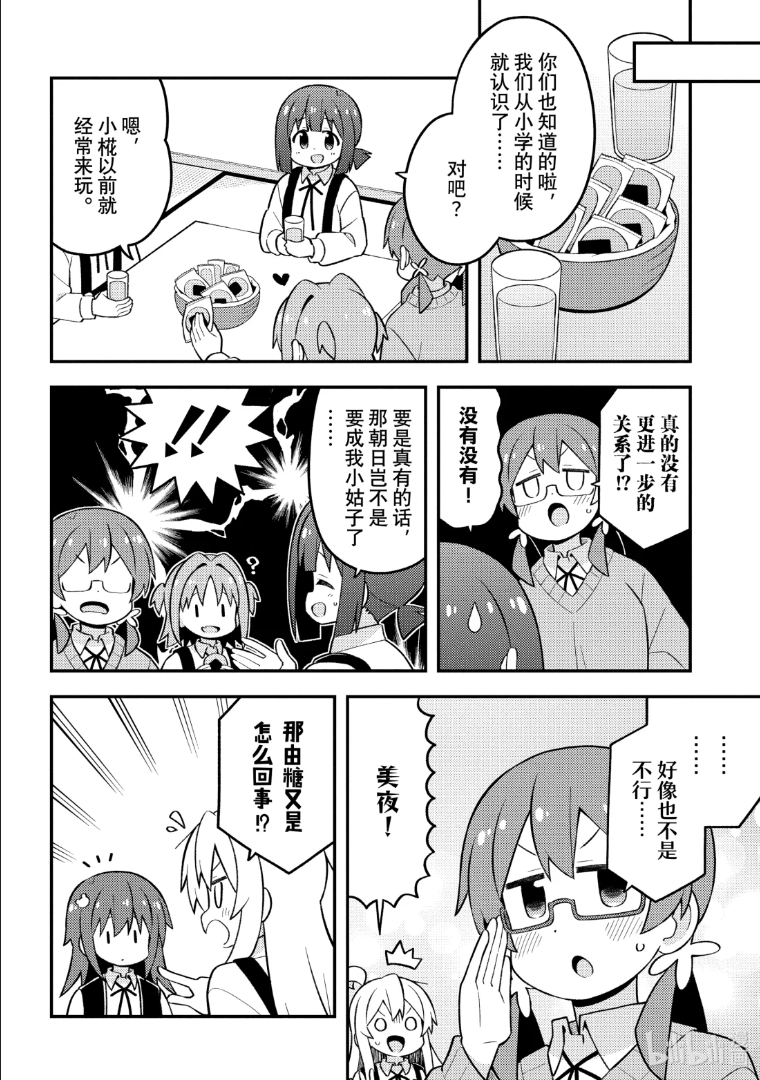 你们也知道的啦，
我们从小学的时候
就认识了……
对吧？
嗯，
小椛以前就
经常来玩。
真的没有
更进一步的
关系了!?
没有没有！
要是真有的话，
那朝日岂不是
要成我小姑子了
……
!!
?
……
……
好像也不是
不行……
美夜！
那由糖又是
怎么回事!?
bilibili